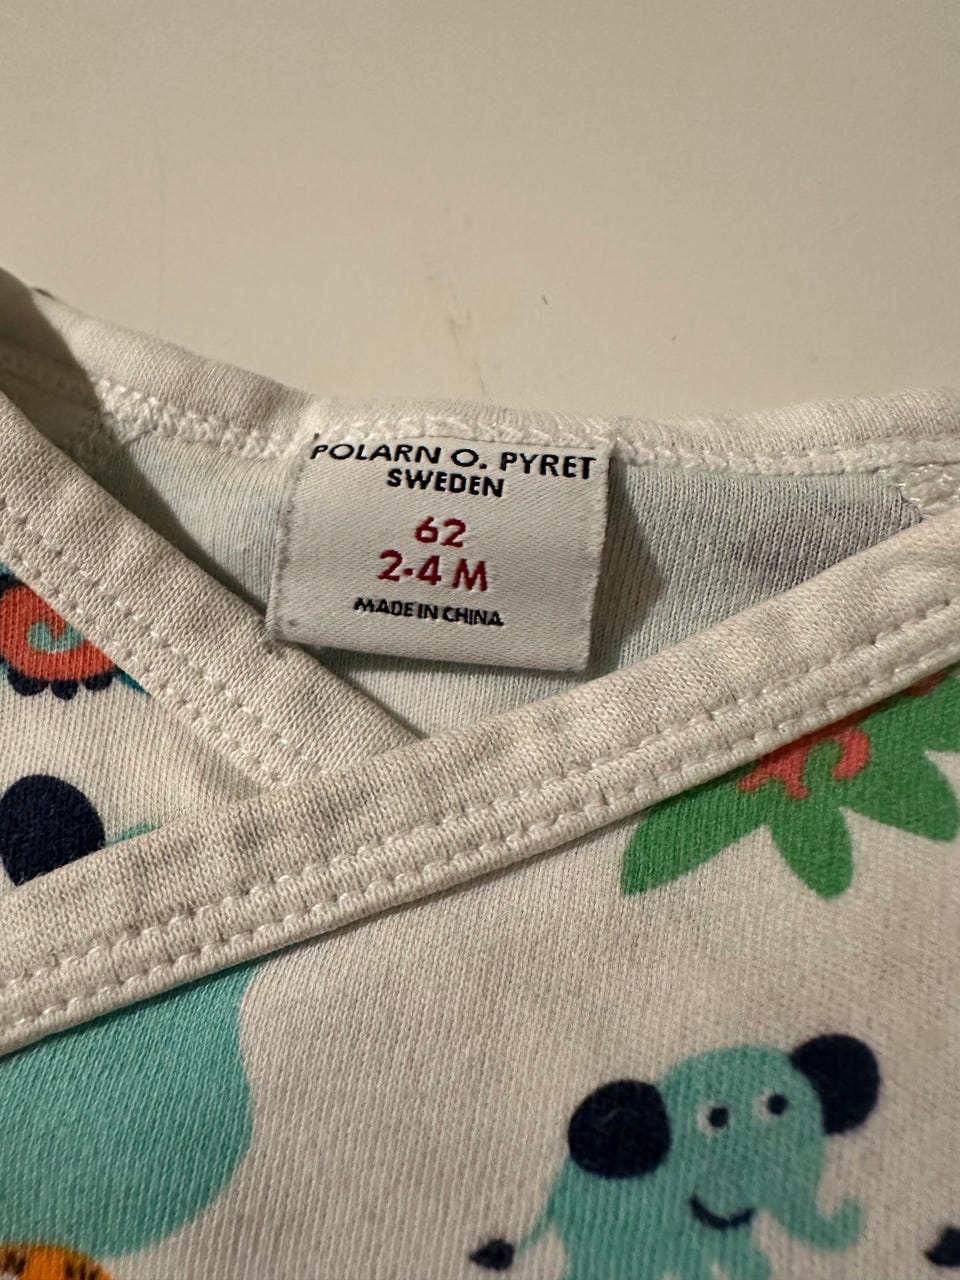 POLARN O. PYRET
SWEDEN
62
2-4 M
MADE IN CHINA